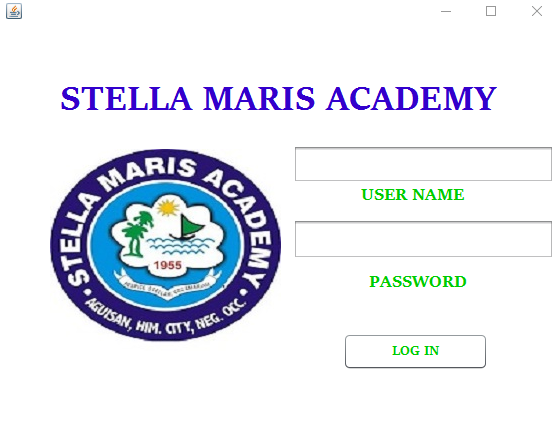 STELLA MARIS ACADEMY
STELLA MARIS ACADEMY
1955
AGUISAN, HIM. CITY, NEG. OCC.
USER NAME
PASSWORD
LOG IN